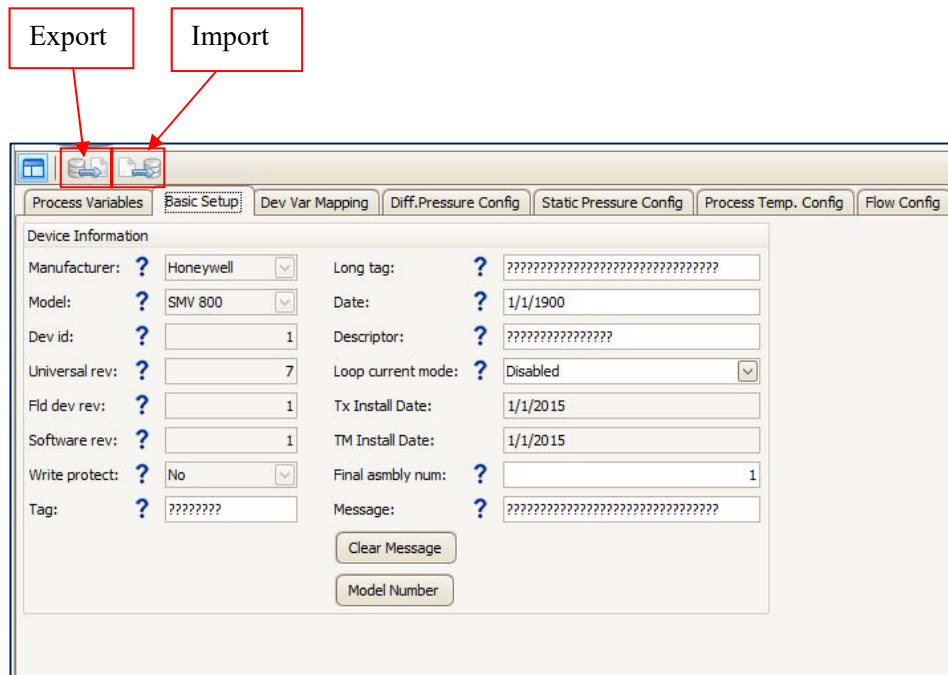 Export Import
Process Variables Basic Setup Dev Var Mapping Diff.Pressure Config Static Pressure Config Process Temp. Config Flow Config
Device Information
Manufacturer: ? Honeywell Long tag: ? ????????????????????????????????
Model: ? SMV 800 Date: ? 1/1/1900
Dev id: ? 1 Descriptor: ? ????????????????
Universal rev: ? 7 Loop current mode: ? Disabled
Fld dev rev: ? 1 Tx Install Date: 1/1/2015
Software rev: ? 1 TM Install Date: 1/1/2015
Write protect: ? No Final asmbly num: ? 1
Tag: ? ???????? Message: ? ????????????????????????????????
Clear Message
Model Number